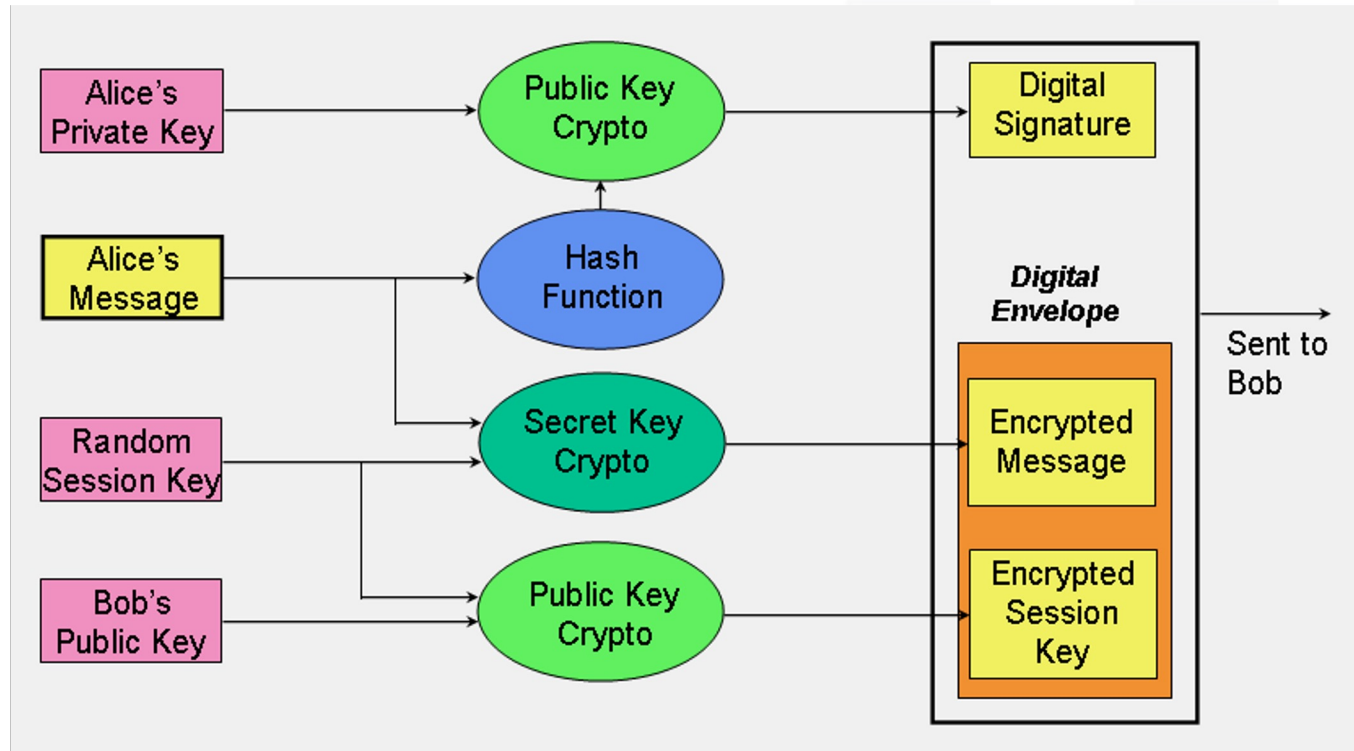 Alice's
Private Key
Public Key
Crypto
Digital
Signature
Alice's
Message
Hash
Function
Digital
Envelope
Sent to
Bob
Random
Session Key
Secret Key
Crypto
Encrypted
Message
Bob's
Public Key
Public Key
Crypto
Encrypted
Session
Key